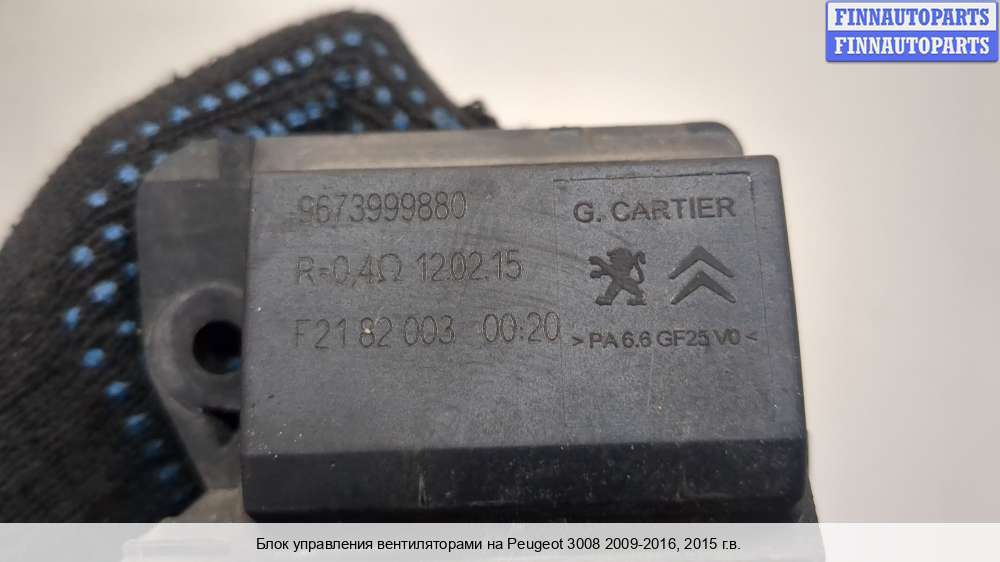 FINNAUTOPARTS
FINNAUTOPARTS
9673999880
G. CARTIER
R=0,4Ω 12.02.15
F21 82 003 00:20
> PA 6.6 GF25 V0 <
Блок управления вентиляторами на Peugeot 3008 2009-2016, 2015 г.в.